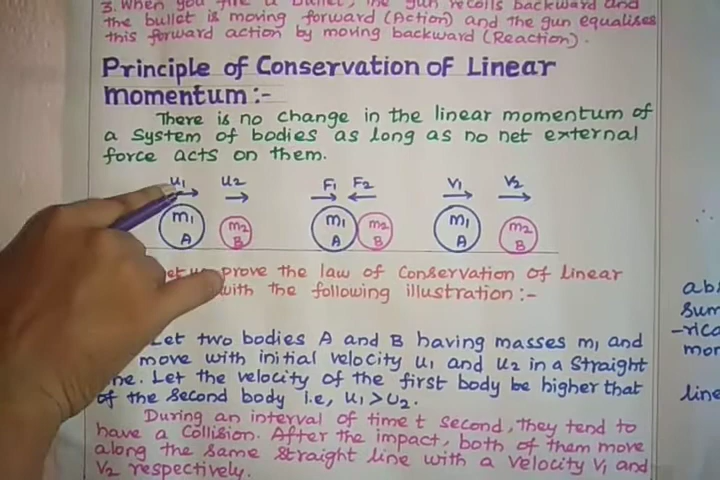 3. When you fire a bullet, the gun recoils backward and
the bullet is moving forward (Action) and the gun equalises
this forward action by moving backward (Reaction).
Principle of Conservation of Linear
momentum:-
There is no change in the linear momentum of
a system of bodies as long as no net external
force acts on them.
u1 u2 F1 F2 V1 V2
m1 m2 m1 m2 m1 m2
A B A B A B
prove the law of Conservation of linear
with the following illustration:-
Let two bodies A and B having masses m1 and
move with initial velocity u1 and u2 in a straight
Let the velocity of the first body be higher that
of the second body i.e, u1>u2.
During an interval of time t second, they tend to
have a Collision. After the impact, both of them move
along the same straight line with a velocity V1 and
V2 respectively.
abs
sum
-rica
mor
line